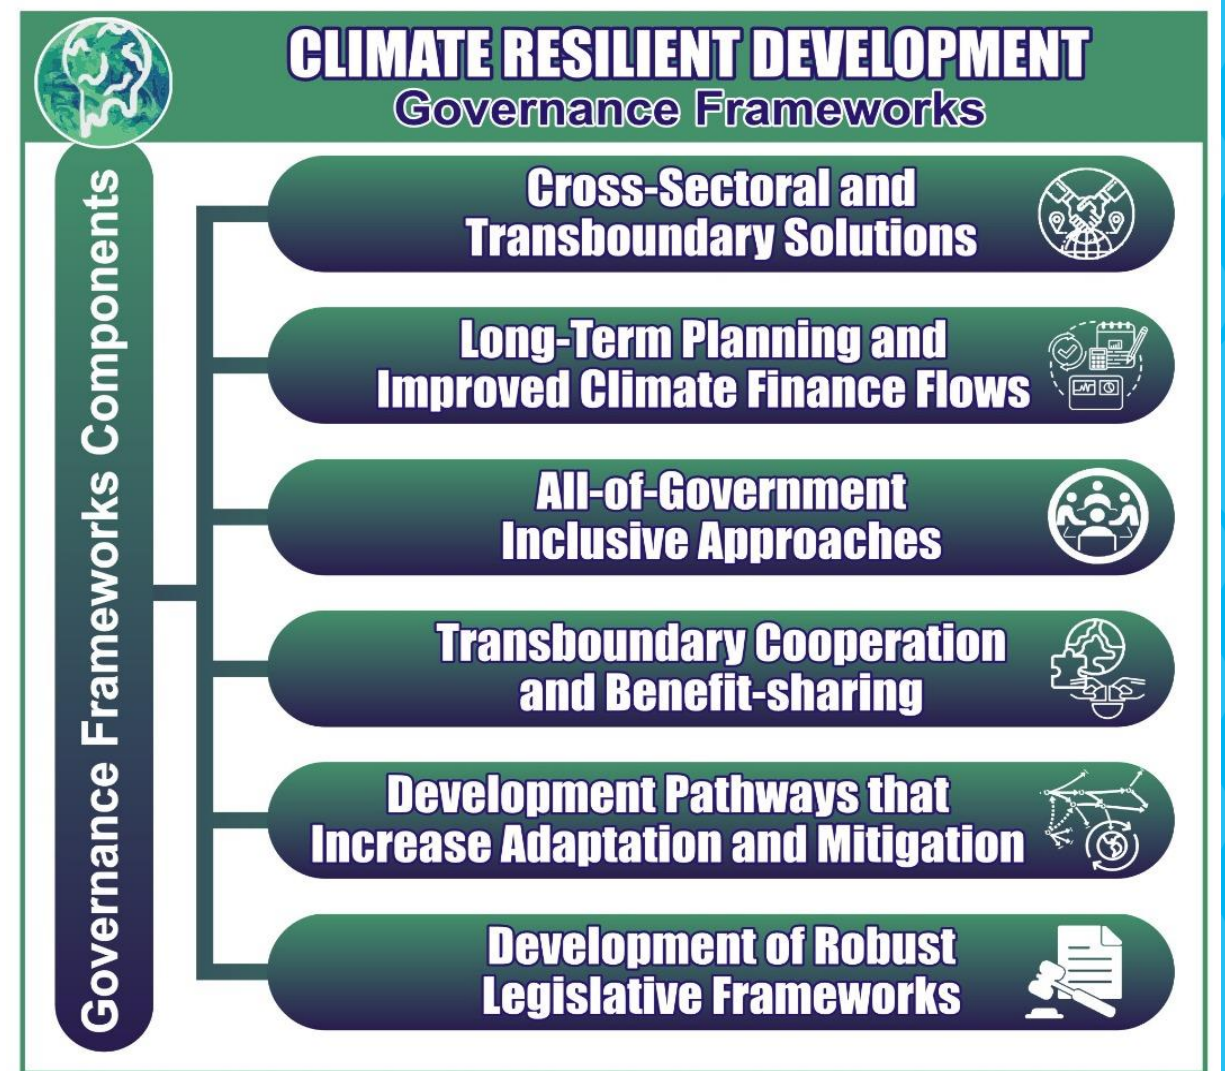 CLIMATE RESILIENT DEVELOPMENT
Governance Frameworks
Governance Frameworks Components
Cross-Sectoral and
Transboundary Solutions
Long-Term Planning and
Improved Climate Finance Flows
All-of-Government
Inclusive Approaches
Transboundary Cooperation
and Benefit-sharing
Development Pathways that
Increase Adaptation and Mitigation
Development of Robust
Legislative Frameworks